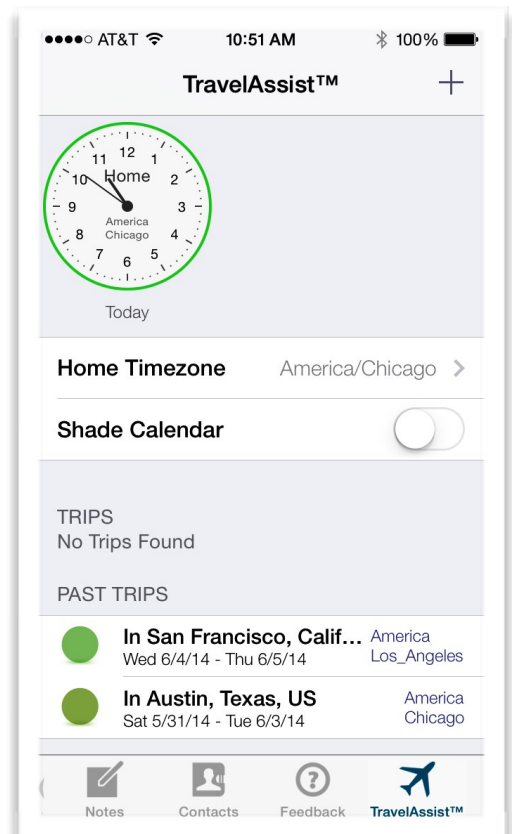 AT&T 10:51 AM 100%
TravelAssist™ +
12
11 1
10 Home 2
9 3
America
8 Chicago 4
7 5
6
Today
Home Timezone America/Chicago >
Shade Calendar
TRIPS
No Trips Found
PAST TRIPS
In San Francisco, Calif... America
Wed 6/4/14 - Thu 6/5/14 Los_Angeles
In Austin, Texas, US America
Sat 5/31/14 - Tue 6/3/14 Chicago
Notes Contacts Feedback TravelAssist™